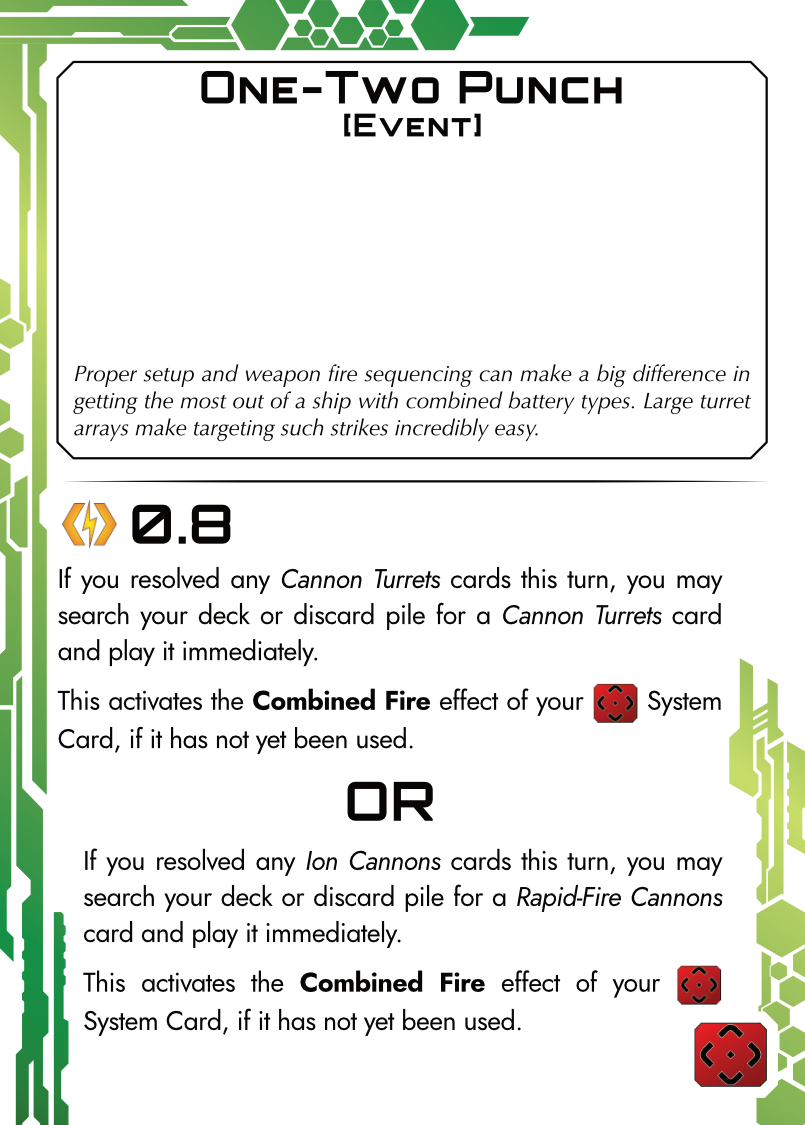 One-Two Punch
[Event]
Proper setup and weapon fire sequencing can make a big difference in
getting the most out of a ship with combined battery types. Large turret
arrays make targeting such strikes incredibly easy.
0.8
If you resolved any Cannon Turrets cards this turn, you may
search your deck or discard pile for a Cannon Turrets card
and play it immediately.
This activates the Combined Fire effect of your System
Card, if it has not yet been used.
OR
If you resolved any Ion Cannons cards this turn, you may
search your deck or discard pile for a Rapid-Fire Cannons
card and play it immediately.
This activates the Combined Fire effect of your
System Card, if it has not yet been used.